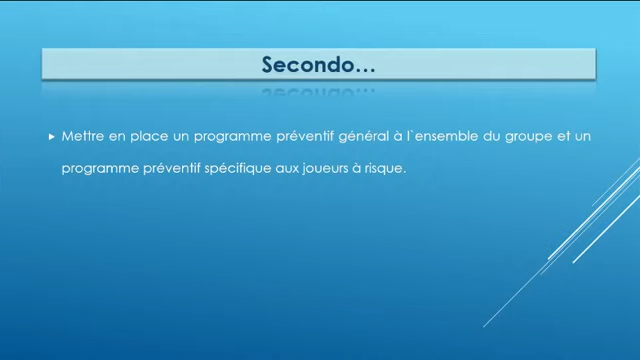 Secondo…
Mettre en place un programme préventif général à l`ensemble du groupe et un
programme préventif spécifique aux joueurs à risque.